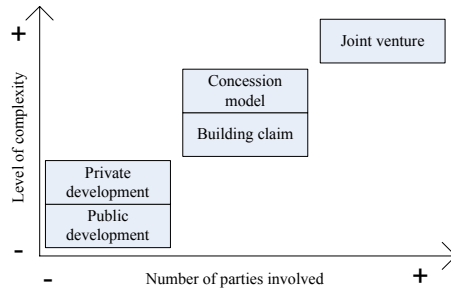 +
Joint venture
Concession
model
Building claim
Level of complexity
Private
development
Public
development
-
-
Number of parties involved
+